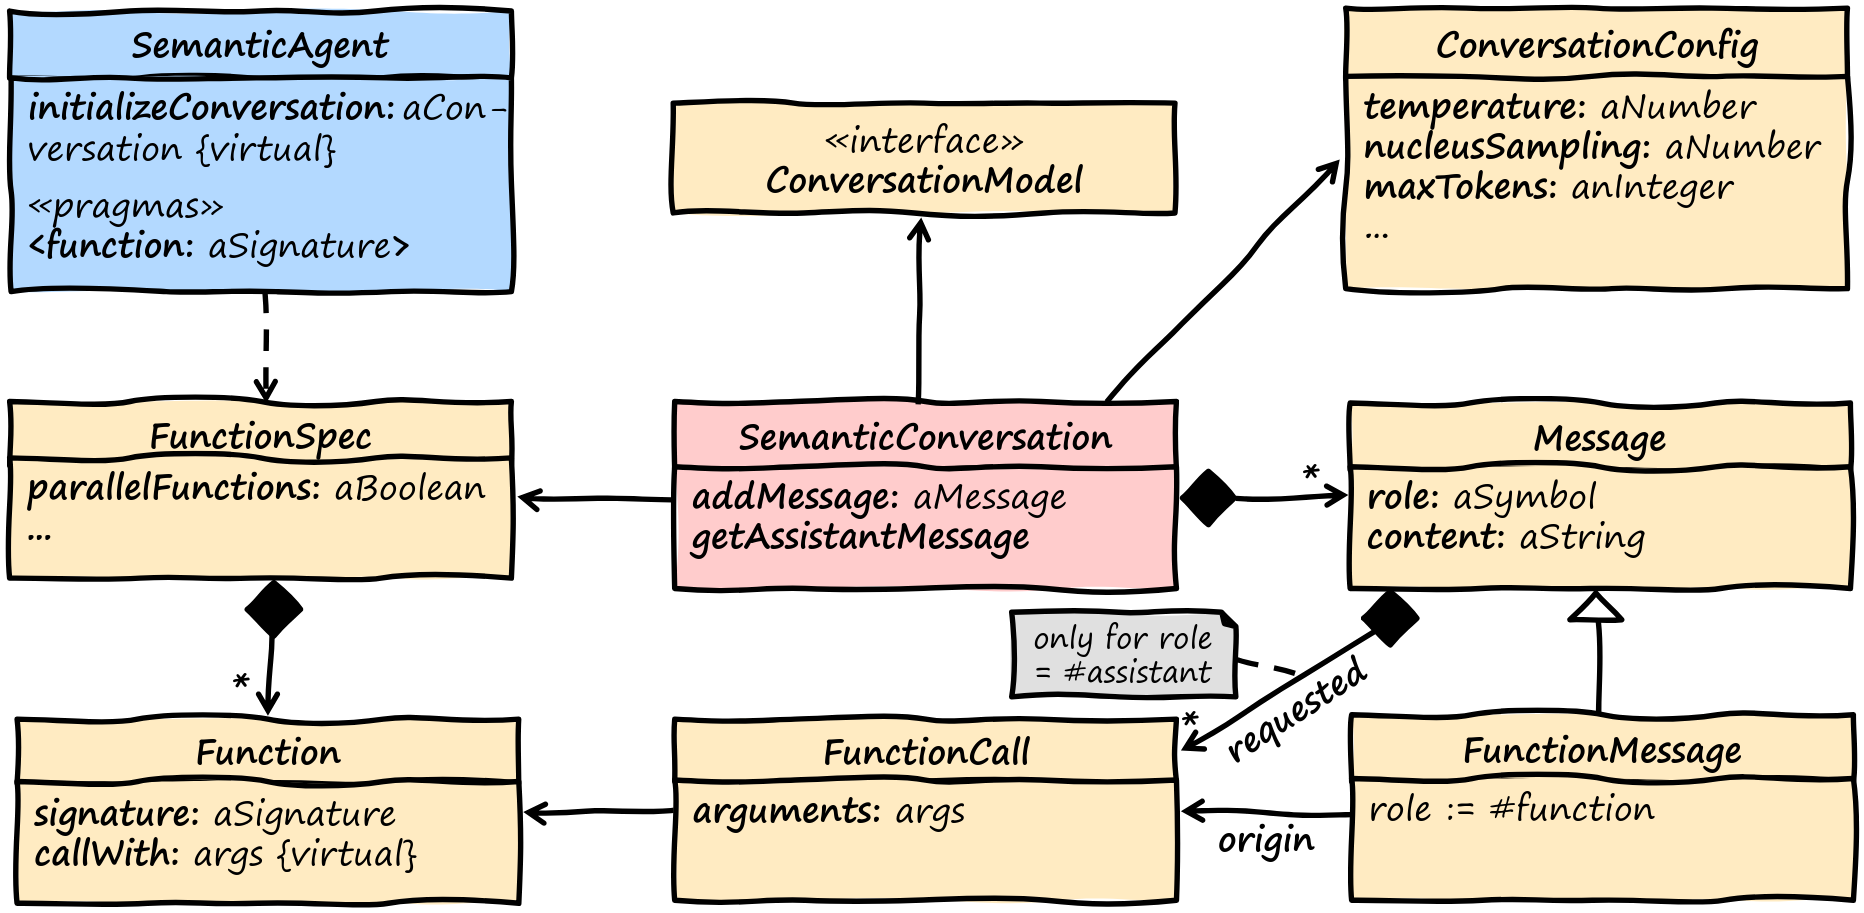 SemanticAgent
initializeConversation: aCon-
versation {virtual}
«pragmas»
<function: aSignature>
«interface»
ConversationModel
ConversationConfig
temperature: aNumber
nucleusSampling: aNumber
maxTokens: anInteger
...
FunctionSpec
parallelFunctions: aBoolean
...
SemanticConversation
addMessage: aMessage
getAssistantMessage
*
Message
role: aSymbol
content: aString
only for role
= #assistant
*
requested
*
Function
signature: aSignature
callWith: args {virtual}
FunctionCall
arguments: args
origin
FunctionMessage
role := #function